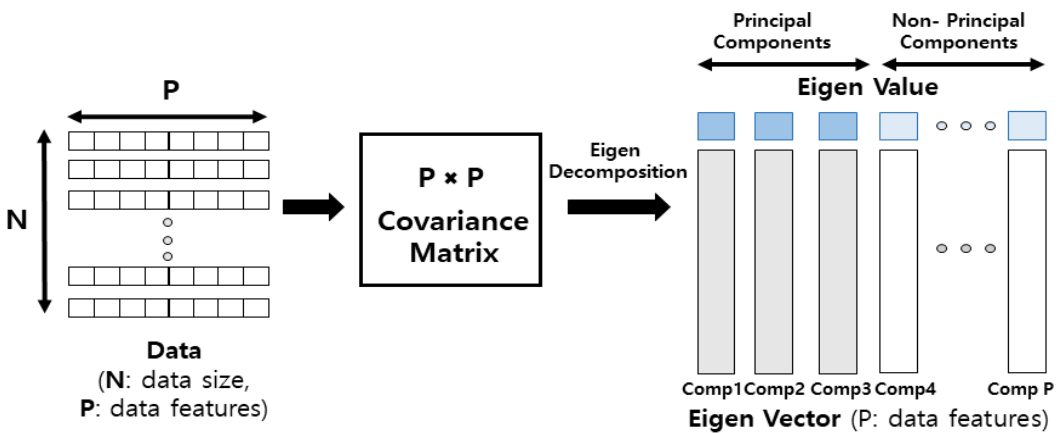 Principal
Components
Non- Principal
Components
Eigen Value
P
N
P × P
Covariance
Matrix
Eigen
Decomposition
Data
(N: data size,
P: data features)
Comp1 Comp2 Comp3 Comp4 Comp P
Eigen Vector (P: data features)